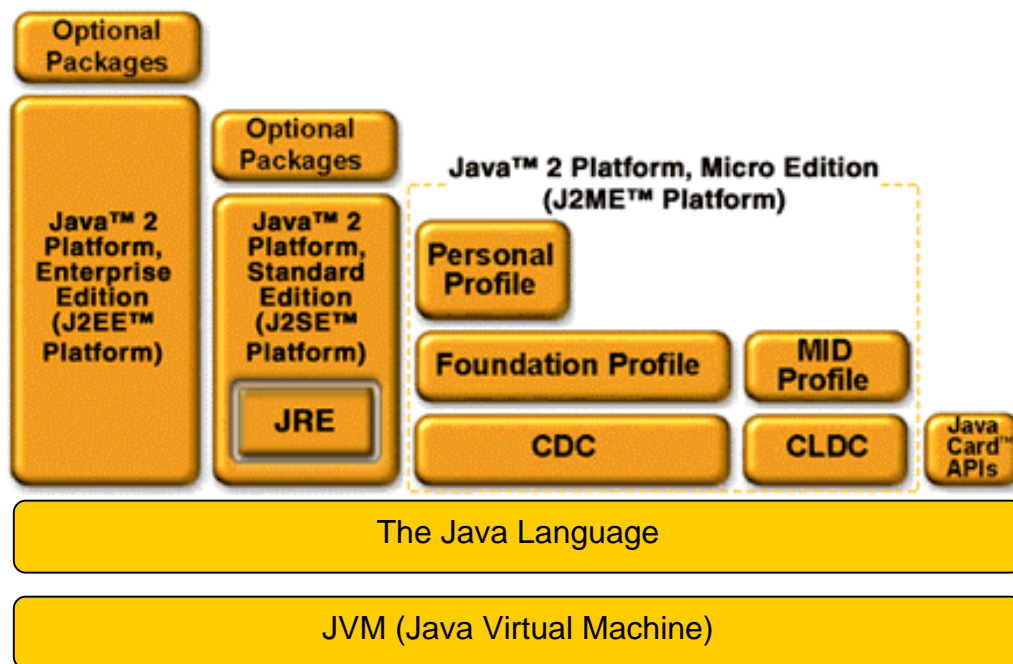 Optional
Packages
Java™ 2
Platform,
Enterprise
Edition
(J2EE™
Platform)
Optional
Packages
Java™ 2
Platform,
Standard
Edition
(J2SE™
Platform)
JRE
Java™ 2 Platform, Micro Edition
(J2ME™ Platform)
Personal
Profile
Foundation Profile
MID
Profile
CDC
CLDC
Java
Card™
APIs
The Java Language
JVM (Java Virtual Machine)